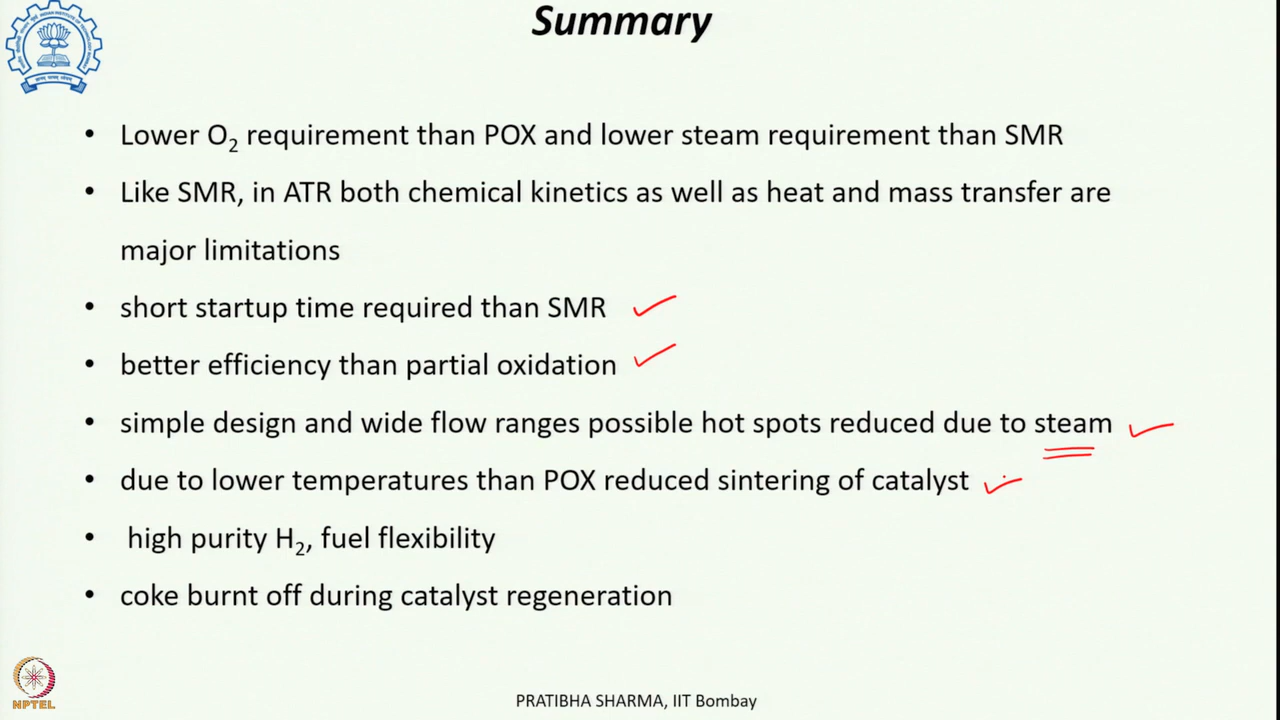 Summary
• Lower O₂ requirement than POX and lower steam requirement than SMR
• Like SMR, in ATR both chemical kinetics as well as heat and mass transfer are
major limitations
• short startup time required than SMR
• better efficiency than partial oxidation
• simple design and wide flow ranges possible hot spots reduced due to steam
• due to lower temperatures than POX reduced sintering of catalyst
• high purity H₂, fuel flexibility
• coke burnt off during catalyst regeneration
NPTEL
PRATIBHA SHARMA, IIT Bombay